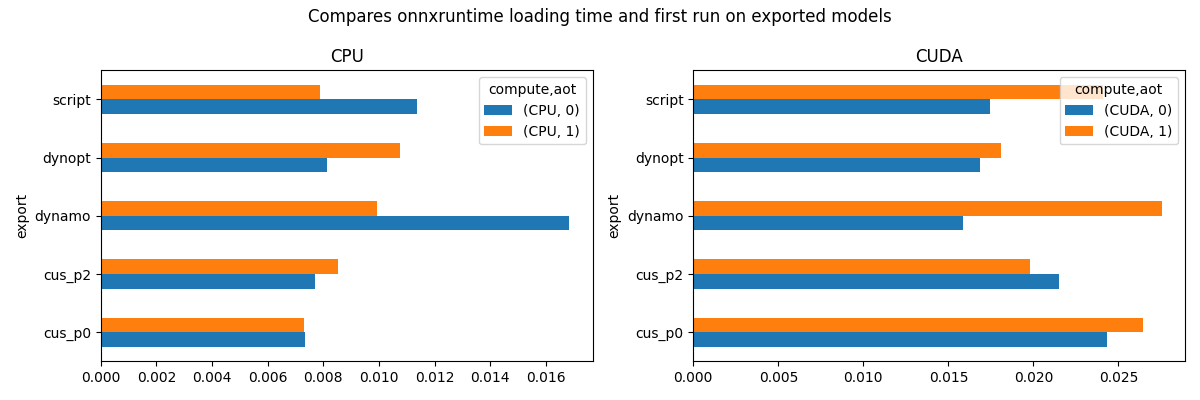 Compares onnxruntime loading time and first run on exported models
CPU
export
script
dynopt
dynamo
cus_p2
cus_p0
compute,aot
(CPU, 0)
(CPU, 1)
0.000 0.002 0.004 0.006 0.008 0.010 0.012 0.014 0.016
CUDA
export
script
dynopt
dynamo
cus_p2
cus_p0
compute,aot
(CUDA, 0)
(CUDA, 1)
0.000 0.005 0.010 0.015 0.020 0.025